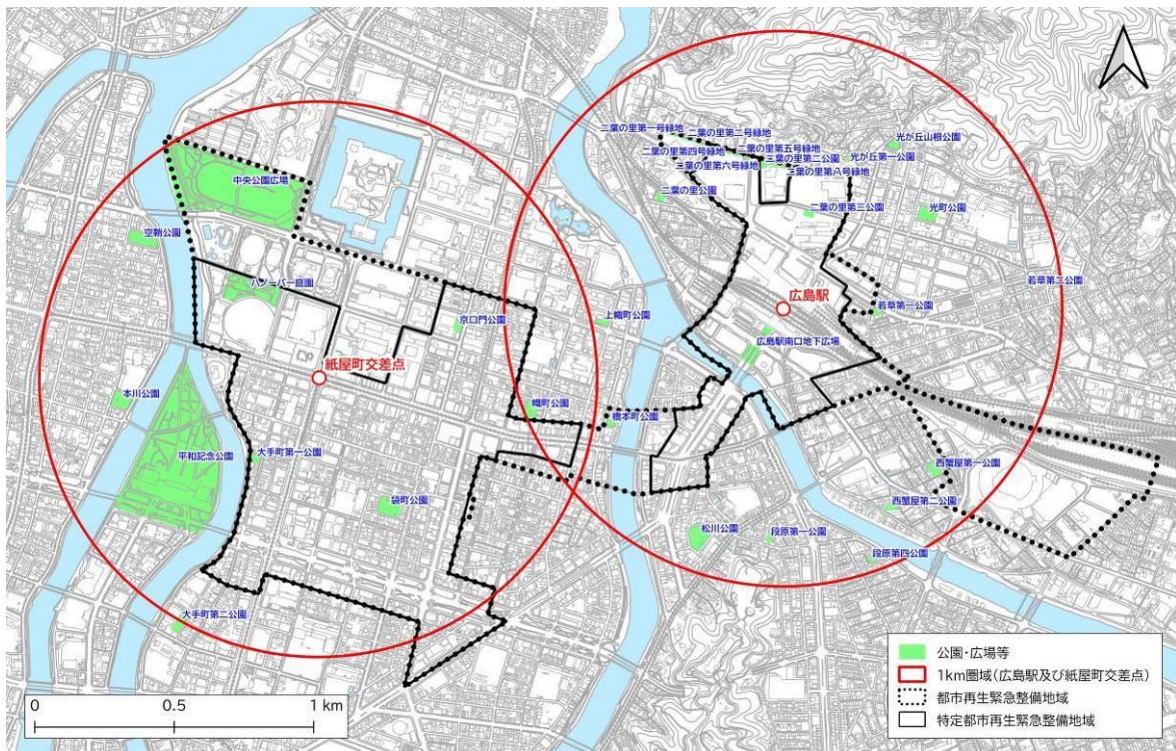 二葉の里第一号緑地
二葉の里第二号緑地
光が丘山根公園
二葉の里第四号緑地
二葉の里第五号緑地
二葉の里第二公園
光が丘第一公園
二葉の里第六号緑地
二葉の里第八号緑地
中央公園広場
二葉の里公園
二葉の里第三公園
光町公園
空鞘公園
若草第二公園
ハノーバー庭園
広島駅
若草第一公園
京口門公園
上幟町公園
広島駅南口地下広場
紙屋町交差点
本川公園
幟町公園
橋本町公園
平和記念公園
大手町第一公園
西蟹屋第一公園
袋町公園
西蟹屋第二公園
松川公園
段原第一公園
段原第四公園
大手町第二公園
公園・広場等
1km圏域(広島駅及び紙屋町交差点)
都市再生緊急整備地域
特定都市再生緊急整備地域
0 0.5 1 km